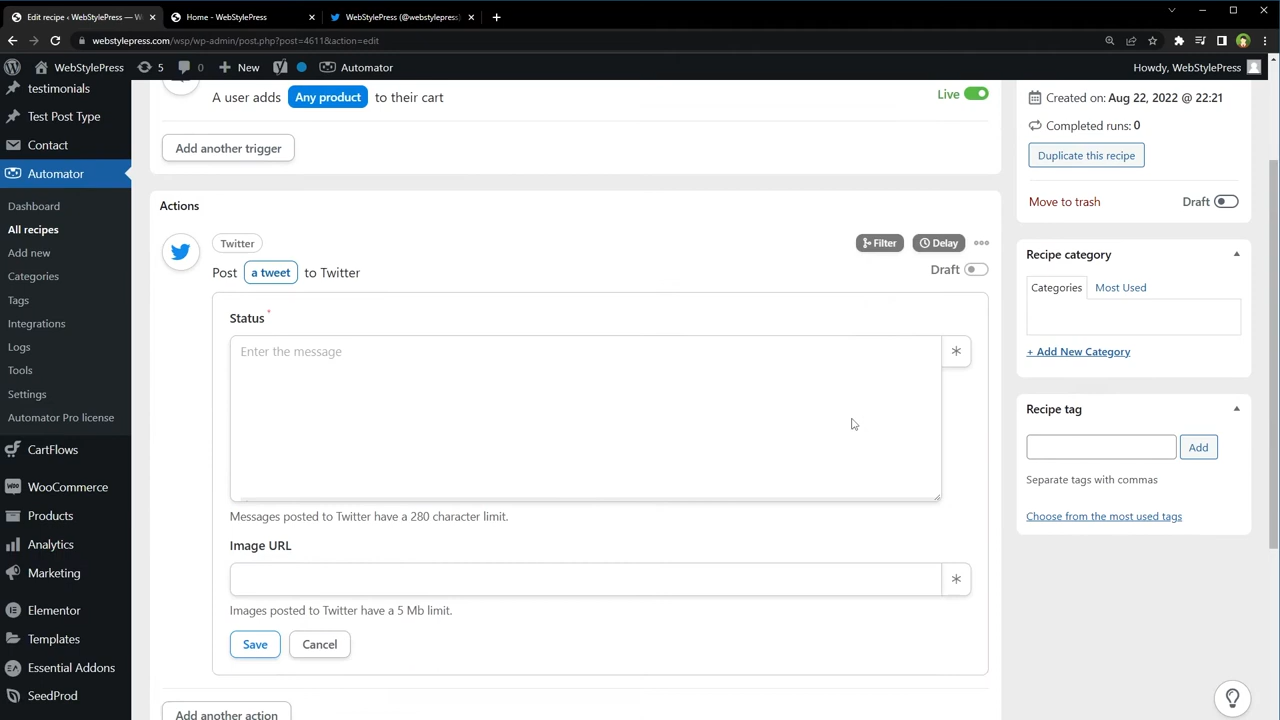 Edit recipe ‹ WebStylePress — W
Home - WebStylePress
WebStylePress (@webstylepress
webstylepress.com/wsp/wp-admin/post.php?post=4611&action=edit
WebStylePress
5
0
New
Automator
Howdy, WebStylePress
testimonials
Test Post Type
Contact
Automator
Dashboard
All recipes
Add new
Categories
Tags
Integrations
Logs
Tools
Settings
Automator Pro license
CartFlows
WooCommerce
Products
Analytics
Marketing
Elementor
Templates
Essential Addons
SeedProd
A user adds Any product to their cart
Live
Add another trigger
Actions
Twitter
Filter
Delay
Post a tweet to Twitter
Draft
Status *
Enter the message
Messages posted to Twitter have a 280 character limit.
Image URL
Images posted to Twitter have a 5 Mb limit.
Save
Cancel
Add another action
Created on: Aug 22, 2022 @ 22:21
Completed runs: 0
Duplicate this recipe
Move to trash
Draft
Recipe category
Categories
Most Used
+ Add New Category
Recipe tag
Add
Separate tags with commas
Choose from the most used tags